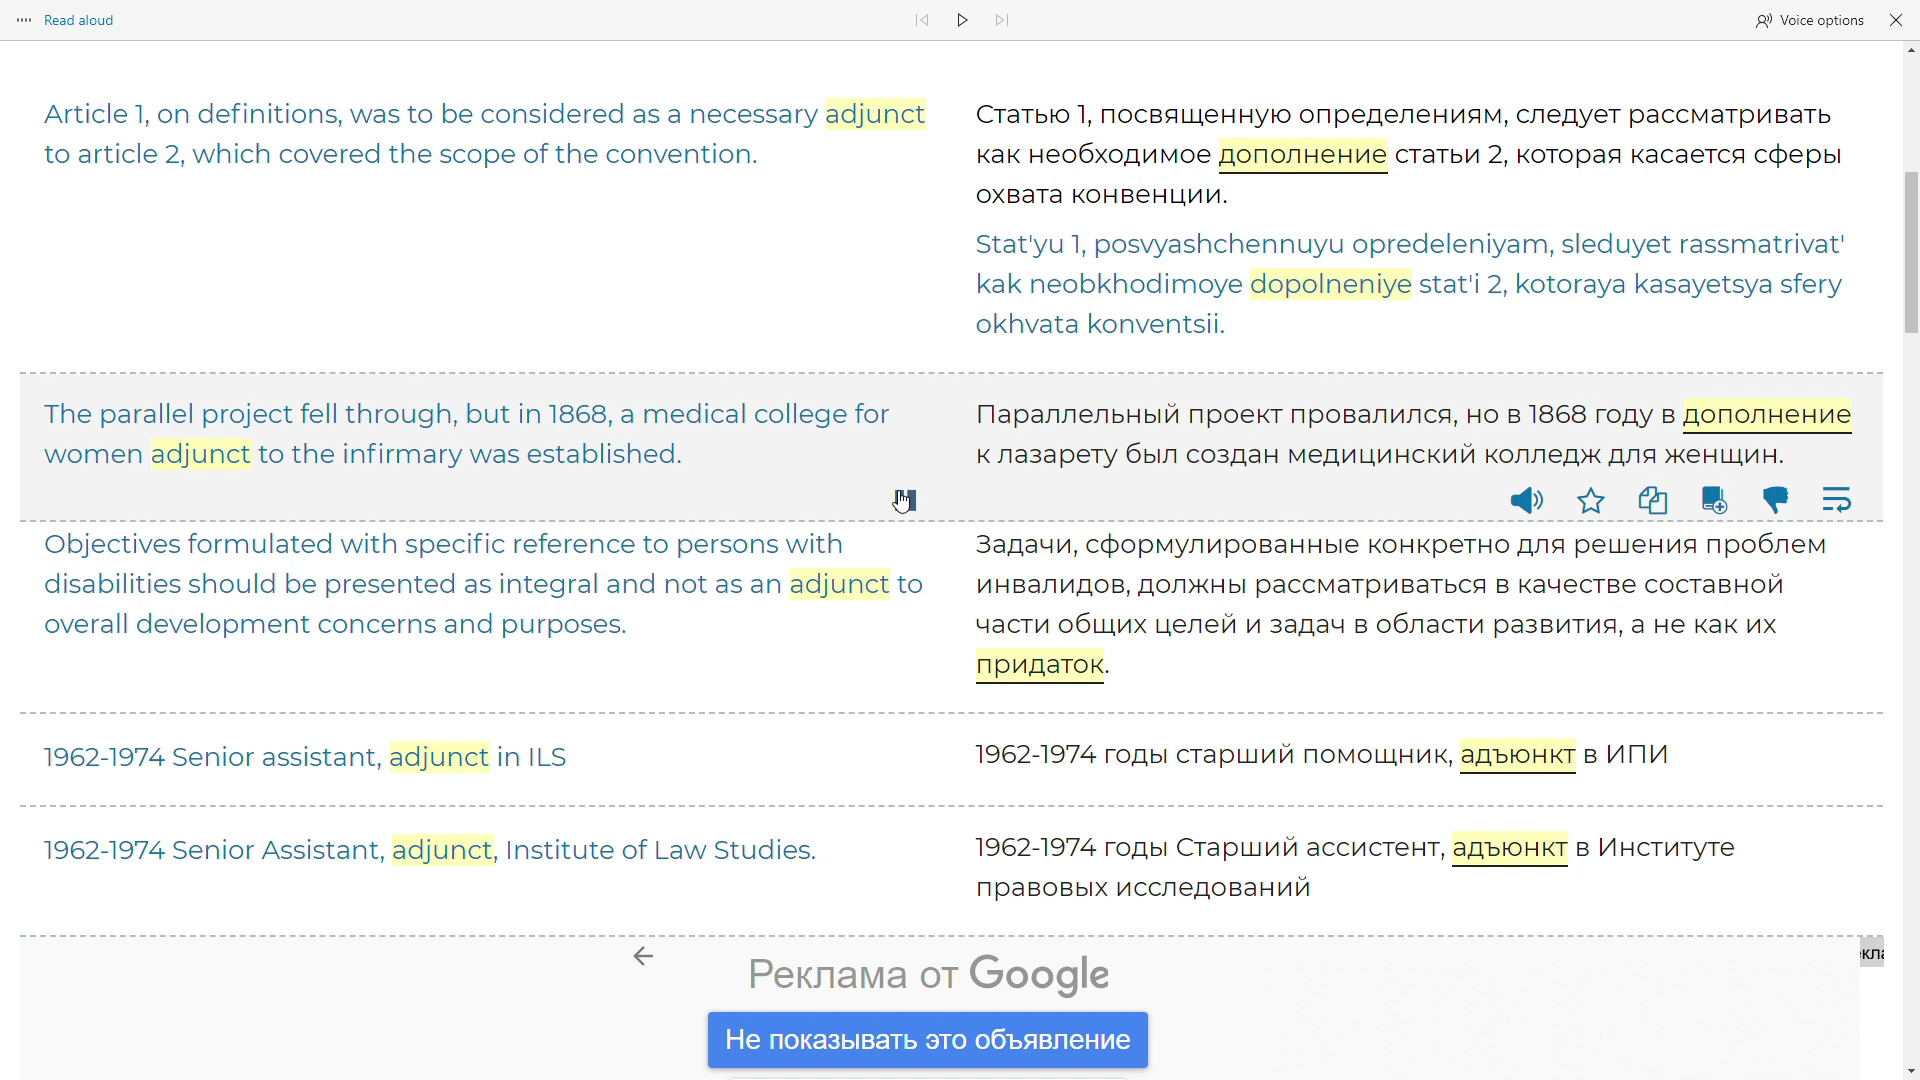 Read aloud
Voice options
Article 1, on definitions, was to be considered as a necessary adjunct
to article 2, which covered the scope of the convention.
Статью 1, посвященную определениям, следует рассматривать
как необходимое дополнение статьи 2, которая касается сферы
охвата конвенции.
Stat'yu 1, posvyashchennuyu opredeleniyam, sleduyet rassmatrivat'
kak neobkhodimoye dopolneniye stat'i 2, kotoraya kasayetsya sfery
okhvata konventsii.
The parallel project fell through, but in 1868, a medical college for
women adjunct to the infirmary was established.
Параллельный проект провалился, но в 1868 году в дополнение
к лазарету был создан медицинский колледж для женщин.
Objectives formulated with specific reference to persons with
disabilities should be presented as integral and not as an adjunct to
overall development concerns and purposes.
Задачи, сформулированные конкретно для решения проблем
инвалидов, должны рассматриваться в качестве составной
части общих целей и задач в области развития, а не как их
придаток.
1962-1974 Senior assistant, adjunct in ILS
1962-1974 годы старший помощник, адъюнкт в ИПИ
1962-1974 Senior Assistant, adjunct, Institute of Law Studies.
1962-1974 годы Старший ассистент, адъюнкт в Институте
правовых исследований
Реклама от Google
Не показывать это объявление